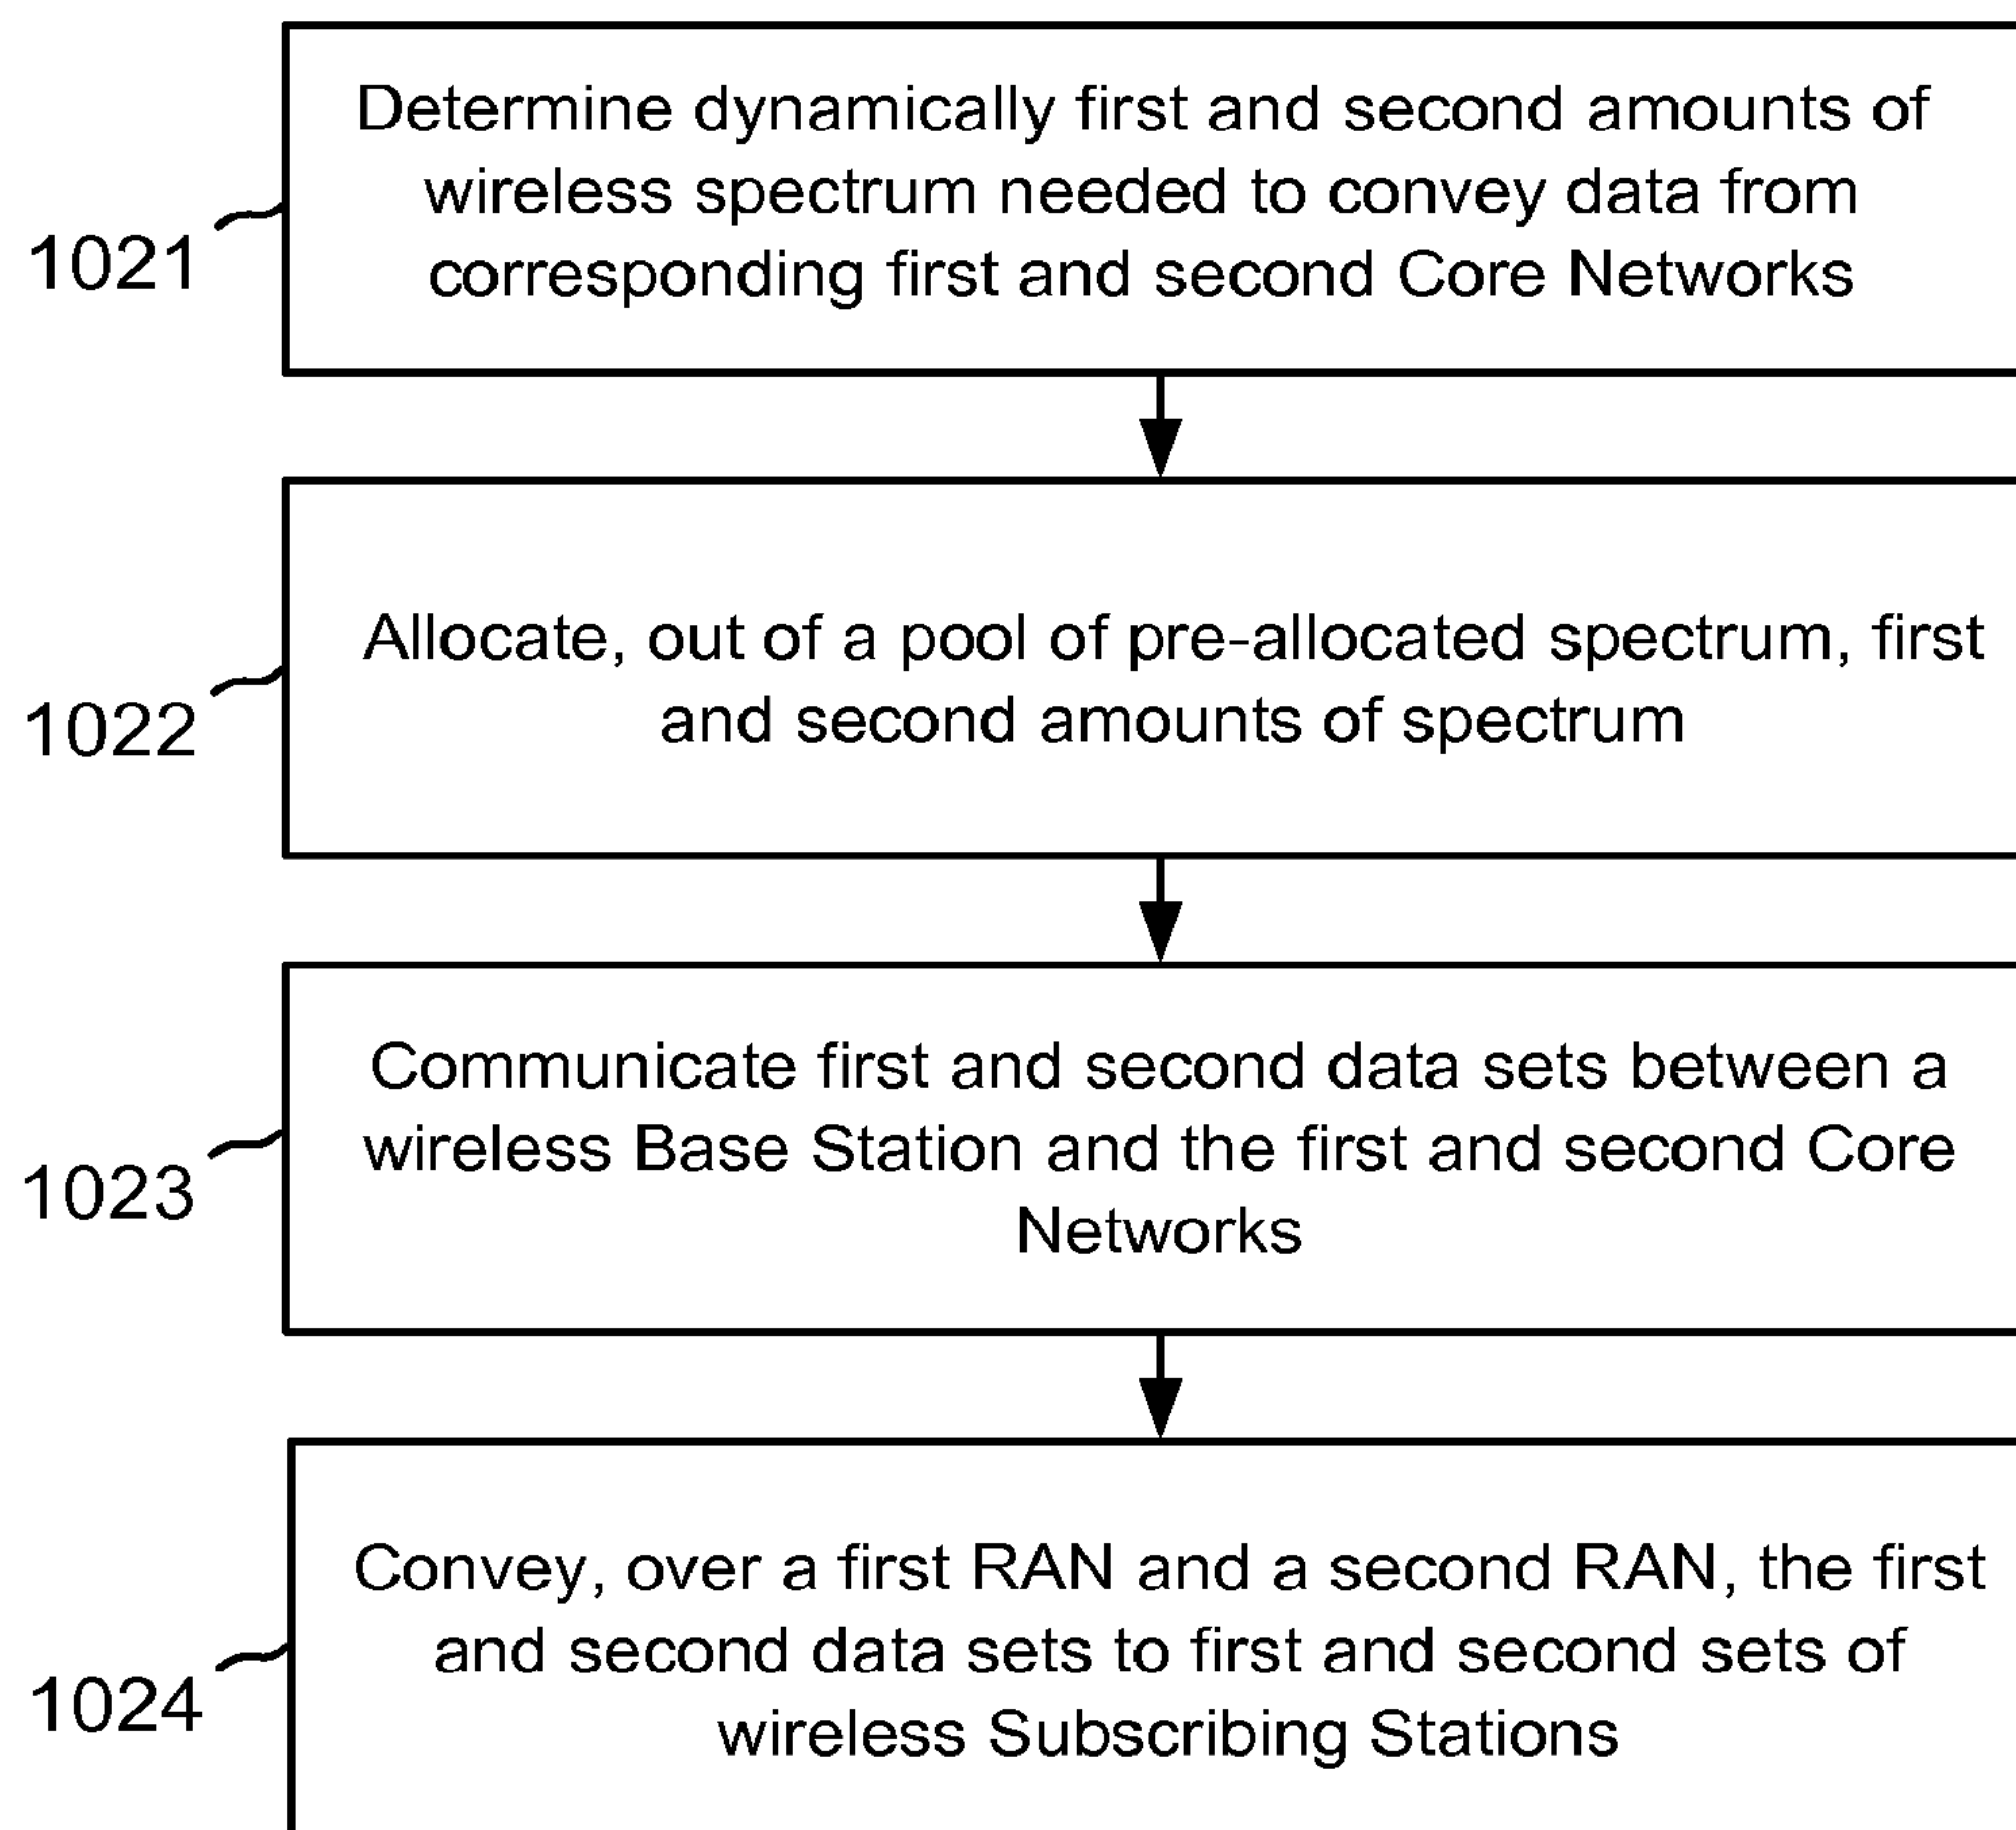 Determine dynamically first and second amounts of
wireless spectrum needed to convey data from
corresponding first and second Core Networks
1021
Allocate, out of a pool of pre-allocated spectrum, first
and second amounts of spectrum
1022
Communicate first and second data sets between a
wireless Base Station and the first and second Core
Networks
1023
Convey, over a first RAN and a second RAN, the first
and second data sets to first and second sets of
wireless Subscribing Stations
1024